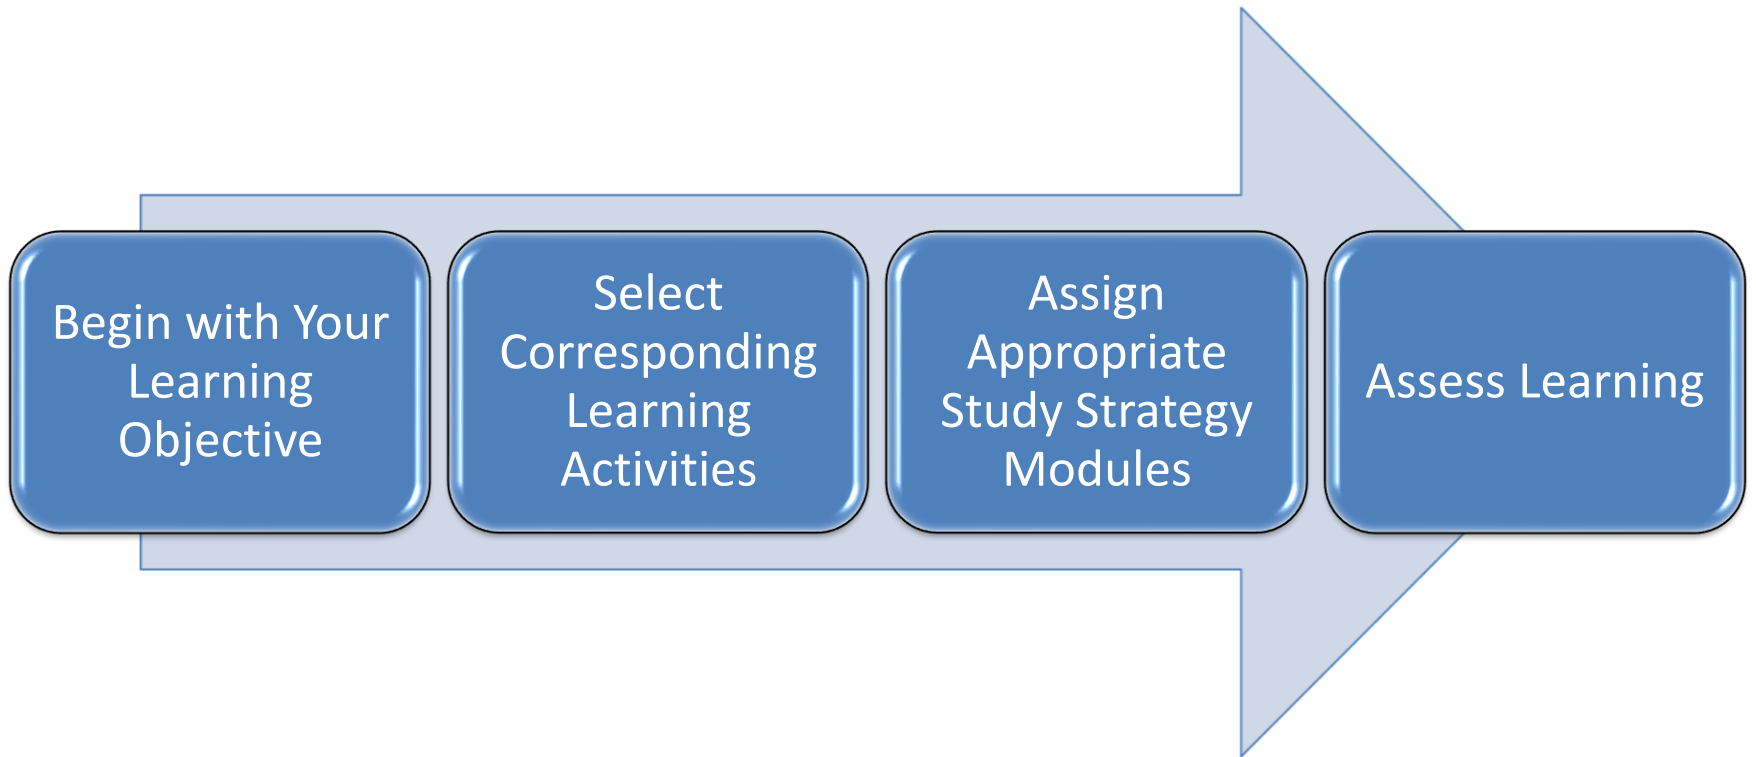 Begin with Your
Learning
Objective
Select
Corresponding
Learning
Activities
Assign
Appropriate
Study Strategy
Modules
Assess Learning